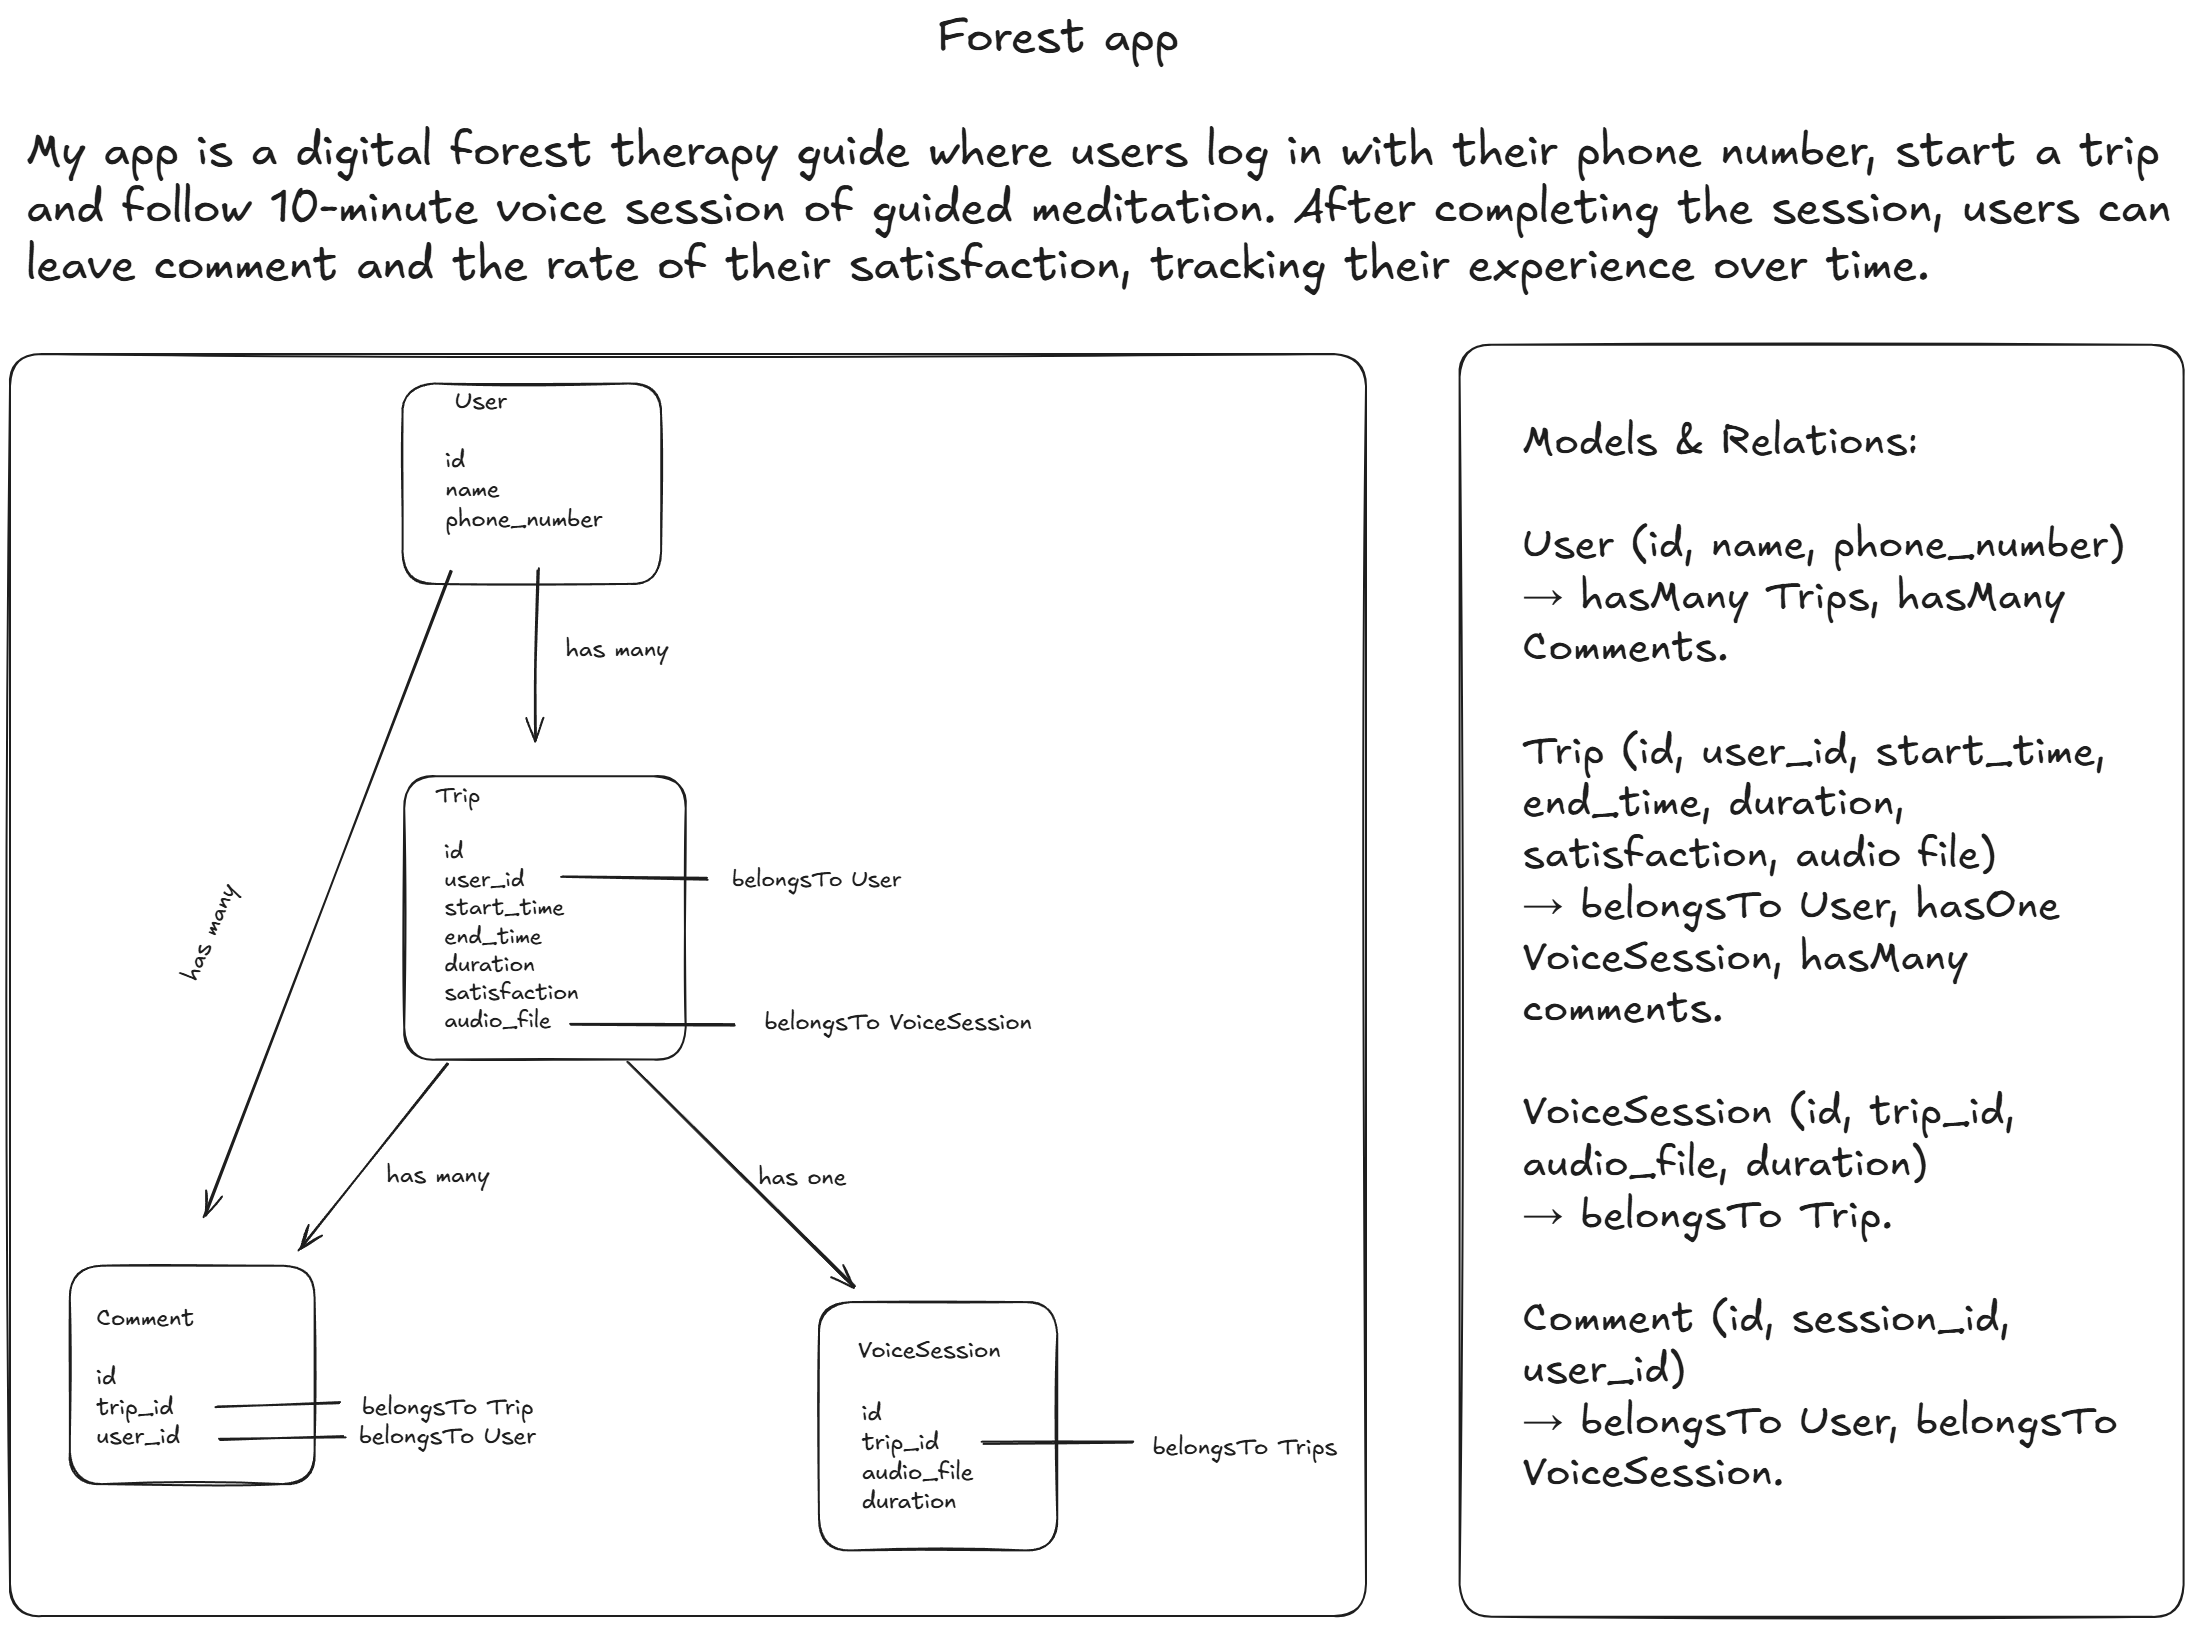 Forest app
My app is a digital forest therapy guide where users log in with their phone number, start a trip
and follow 10-minute voice session of guided meditation. After completing the session, users can
leave comment and the rate of their satisfaction, tracking their experience over time.
User
id
name
phone_number
has many
has many
Trip
id
user_id
belongsTo User
start_time
end_time
duration
satisfaction
audio_file
belongsTo VoiceSession
has many
has one
Comment
id
trip_id
belongsTo Trip
user_id
belongsTo User
VoiceSession
id
trip_id
belongsTo Trips
audio_file
duration
Models & Relations:
User (id, name, phone_number)
→ hasMany Trips, hasMany
Comments.
Trip (id, user_id, start_time,
end_time, duration,
satisfaction, audio file)
→ belongsTo User, hasOne
VoiceSession, hasMany
comments.
VoiceSession (id, trip_id,
audio_file, duration)
→ belongsTo Trip.
Comment (id, session_id,
user_id)
→ belongsTo User, belongsTo
VoiceSession.